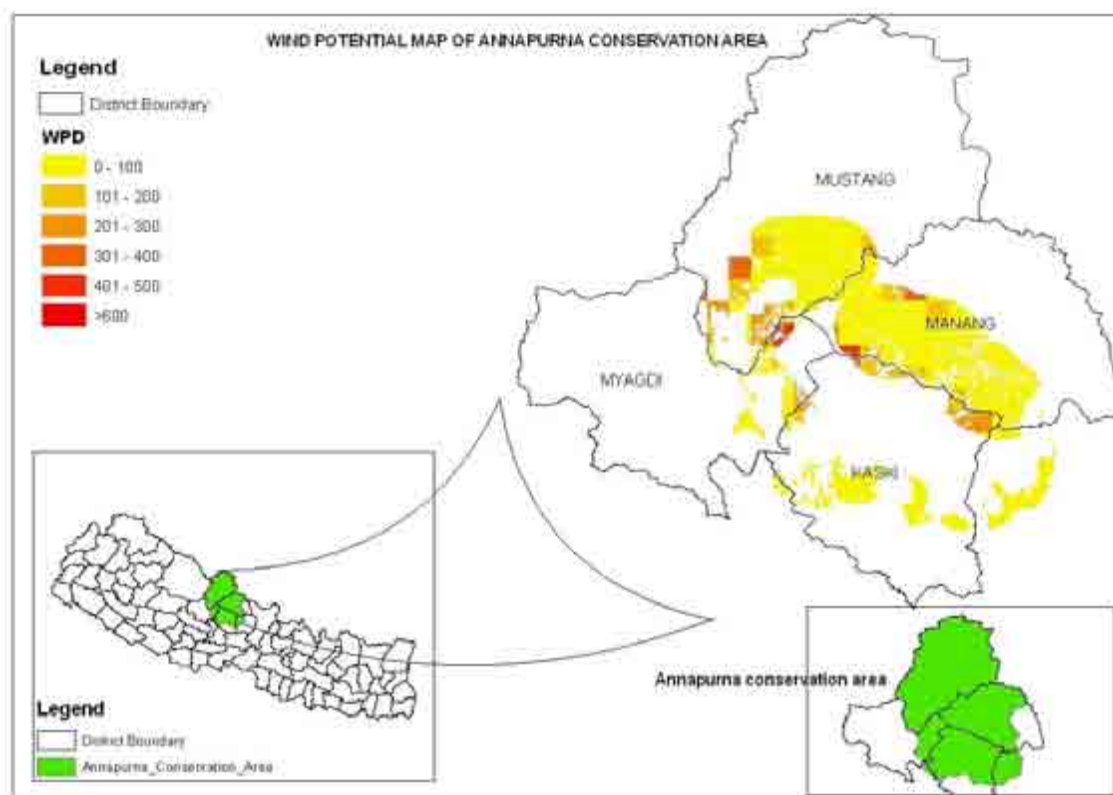 WIND POTENTIAL MAP OF ANNAPURNA CONSERVATION AREA
Legend
District Boundary
WPD
0 - 100
101 - 200
201 - 300
301 - 400
401 - 500
>600
MUSTANG
MANANG
MYAGDI
KASKI
Annapurna conservation area
Legend
District Boundary
Annapurna_Conservation_Area